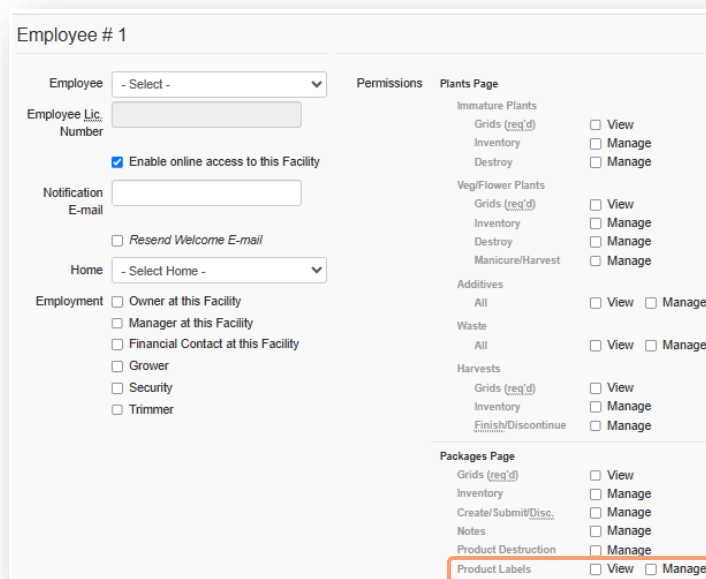 Employee # 1
Employee
- Select -
Employee Lic.
Number
Enable online access to this Facility
Notification
E-mail
Resend Welcome E-mail
Home
- Select Home -
Employment
Owner at this Facility
Manager at this Facility
Financial Contact at this Facility
Grower
Security
Trimmer
Permissions
Plants Page
Immature Plants
Grids (req'd) View
Inventory Manage
Destroy Manage
Veg/Flower Plants
Grids (req'd) View
Inventory Manage
Destroy Manage
Manicure/Harvest Manage
Additives
All View Manage
Waste
All View Manage
Harvests
Grids (req'd) View
Inventory Manage
Finish/Discontinue Manage
Packages Page
Grids (req'd) View
Inventory Manage
Create/Submit/Disc. Manage
Notes Manage
Product Destruction Manage
Product Labels View Manage